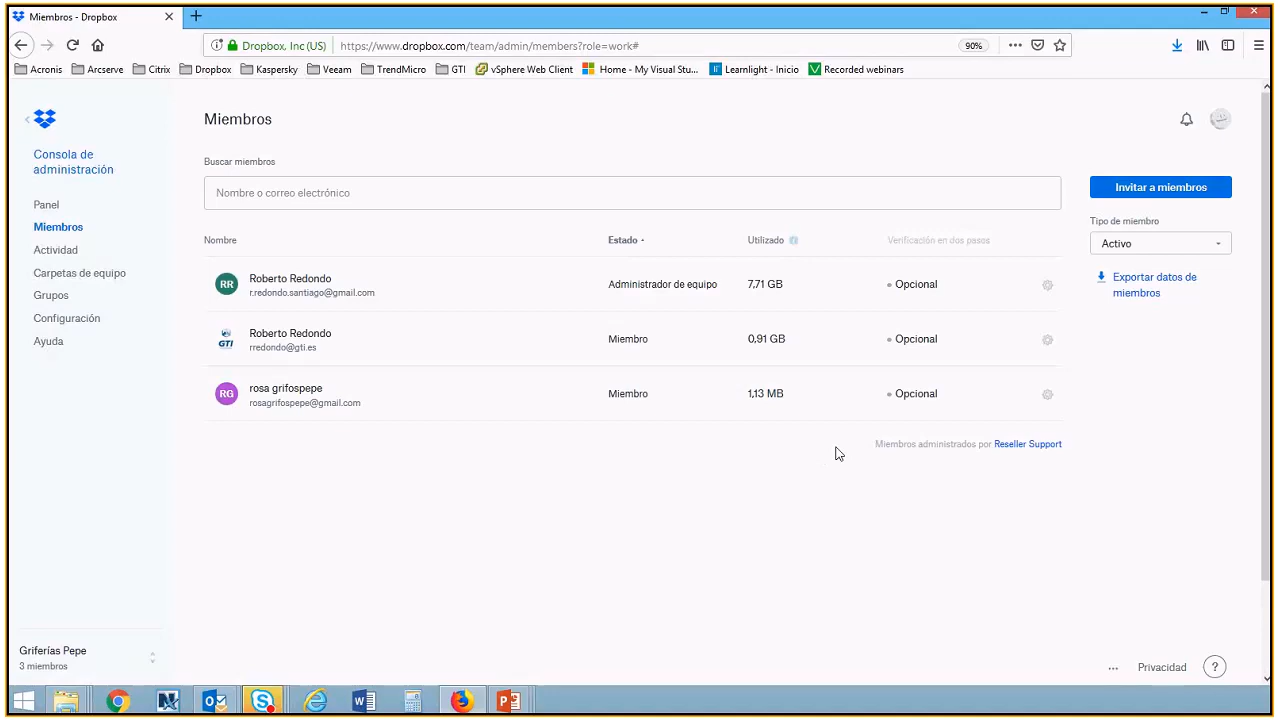 Miembros - Dropbox
Dropbox, Inc (US)
https://www.dropbox.com/team/admin/members?role=work#
90%
Acronis
Arcserve
Citrix
Dropbox
Kaspersky
Veeam
TrendMicro
GTI
vSphere Web Client
Home - My Visual Stu...
Learnlight - Inicio
Recorded webinars
Consola de
administración
Panel
Miembros
Actividad
Carpetas de equipo
Grupos
Configuración
Ayuda
Griferías Pepe
3 miembros
Miembros
Buscar miembros
Nombre o correo electrónico
Nombre
Estado
Utilizado
Verificación en dos pasos
RR
Roberto Redondo
r.redondo.santiago@gmail.com
Administrador de equipo
7,71 GB
Opcional
GTI
Roberto Redondo
rredondo@gti.es
Miembro
0,91 GB
Opcional
RG
rosa grifospepe
rosagrifospepe@gmail.com
Miembro
1,13 MB
Opcional
Miembros administrados por Reseller Support
Invitar a miembros
Tipo de miembro
Activo
Exportar datos de
miembros
... Privacidad ?